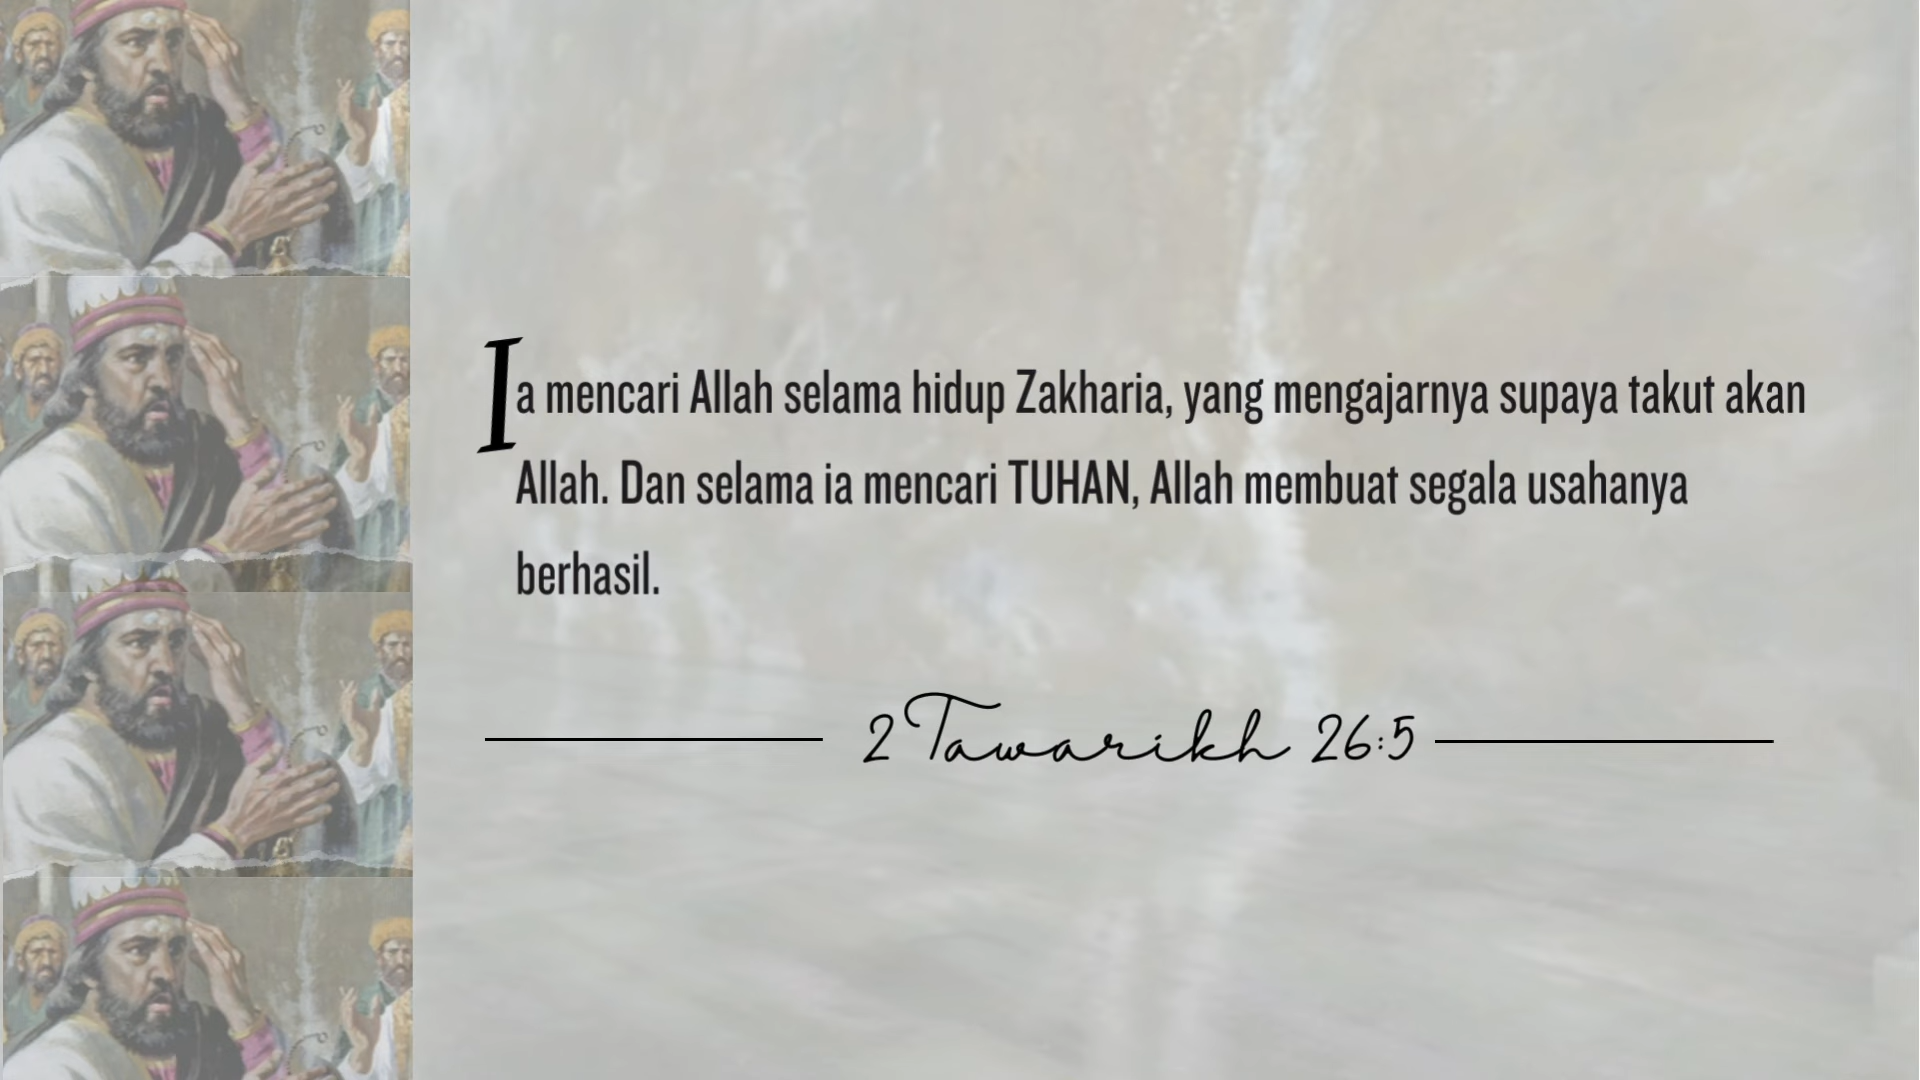 Ia mencari Allah selama hidup Zakharia, yang mengajarnya supaya takut akan
Allah. Dan selama ia mencari TUHAN, Allah membuat segala usahanya
berhasil.
2 Tawarikh 26:5